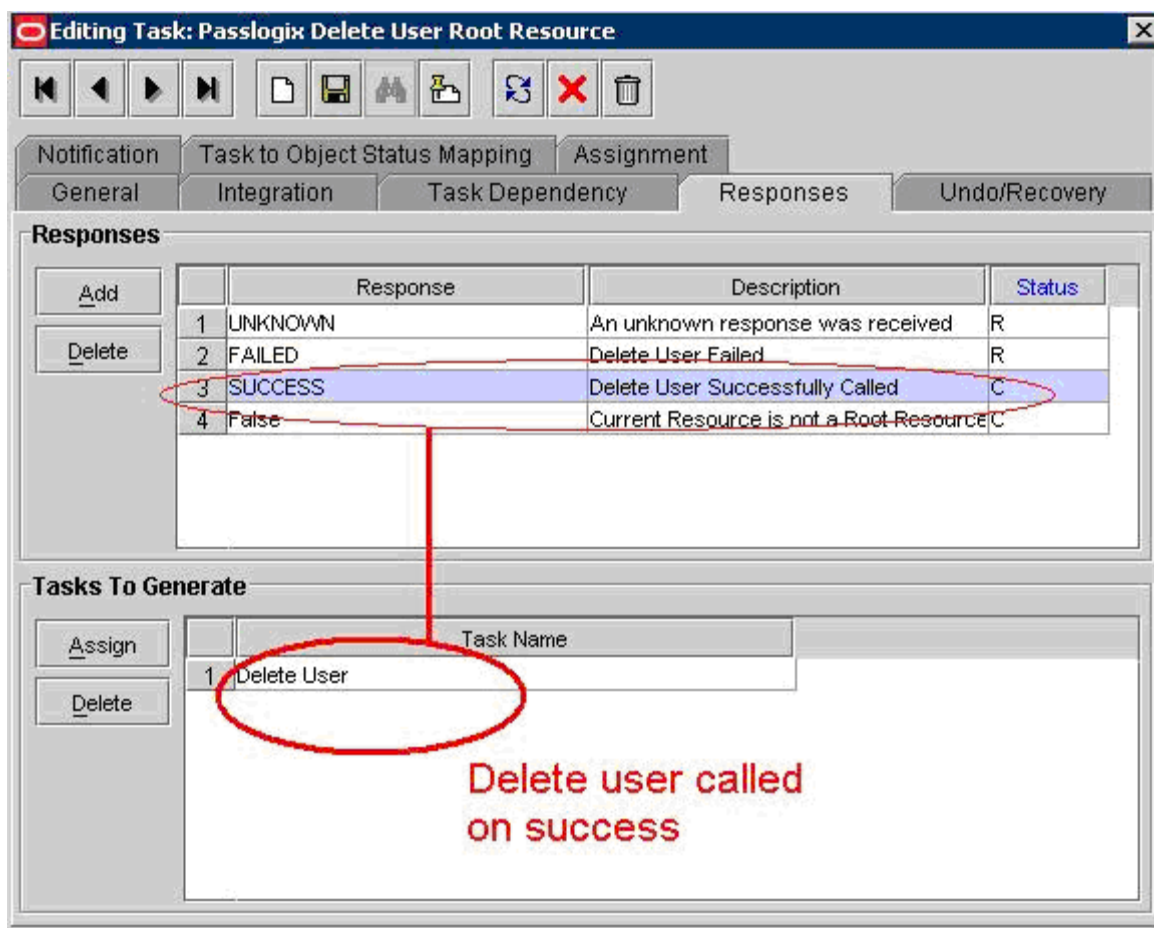 Editing Task: Passlogix Delete User Root Resource
Notification Task to Object Status Mapping Assignment
General Integration Task Dependency Responses Undo/Recovery
Responses
Add
Delete
Response Description Status
1 UNKNOWN An unknown response was received R
2 FAILED Delete User Failed R
3 SUCCESS Delete User Successfully Called C
4 False Current Resource is not a Root Resource C
Tasks To Generate
Assign
Delete
Task Name
1 Delete User
Delete user called
on success